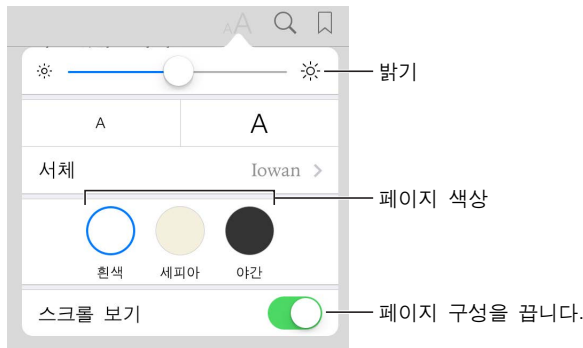 AA
밝기
A A
서체 Iowan >
페이지 색상
흰색 세피아 야간
스크롤 보기 페이지 구성을 끕니다.